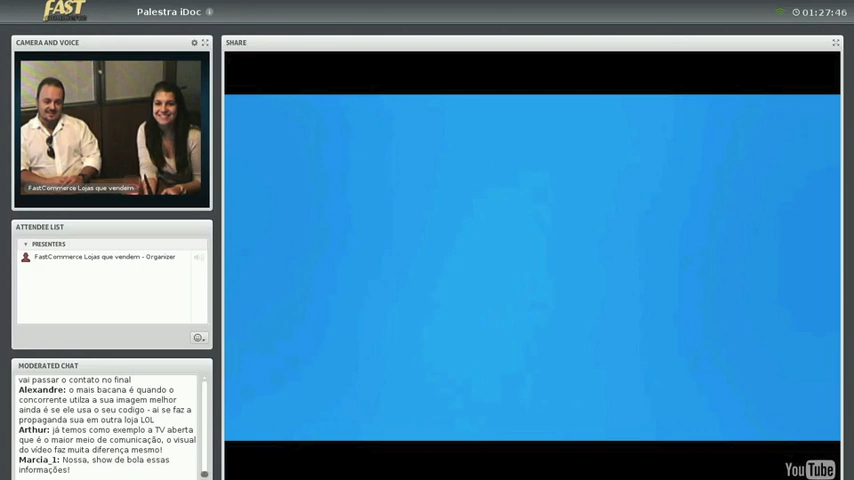 FAST
Palestra iDoc
01:27:46
CAMERA AND VOICE
SHARE
FastCommerce Lojas que vendem
ATTENDEE LIST
PRESENTERS
FastCommerce Lojas que vendem - Organizer
MODERATED CHAT
vai passar o contato no final
Alexandre: o mais bacana é quando o
concorrente utilza a sua imagem melhor
ainda é se ele usa o seu codigo - ai se faz a
propaganda sua em outra loja LOL
Arthur: já temos como exemplo a TV aberta
que é o maior meio de comunicação, o visual
do vídeo faz muita diferença mesmo!
Marcia_1: Nossa, show de bola essas
informações!
YouTube